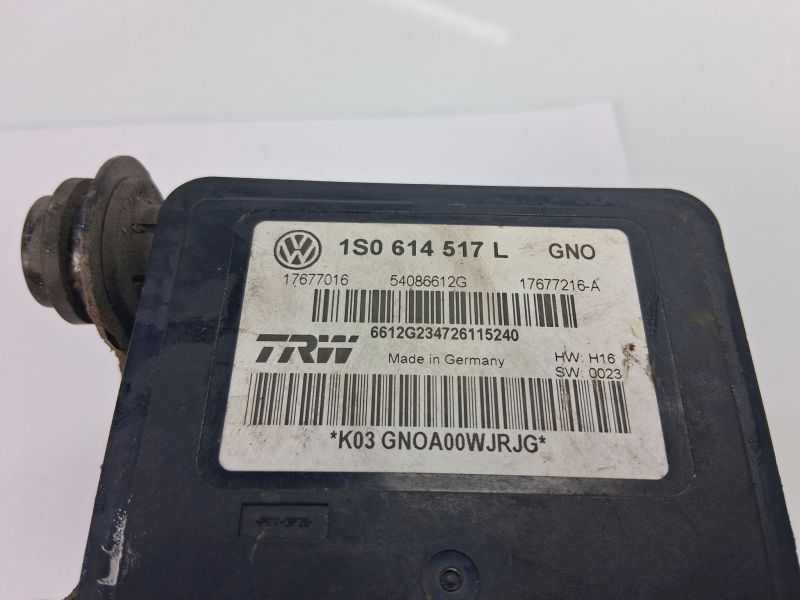 1S0 614 517 L GNO
17677016 54086612G 17677216-A
6612G234726115240
TRW Made in Germany HW: H16
SW: 0023
*K03 GNOA00WJRJG*